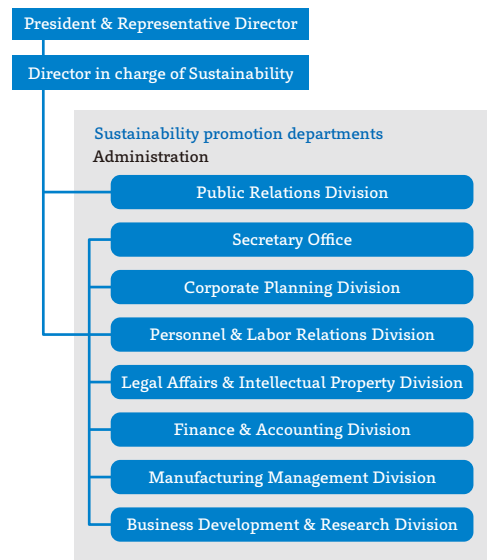 President & Representative Director
Director in charge of Sustainability
Sustainability promotion departments
Administration
Public Relations Division
Secretary Office
Corporate Planning Division
Personnel & Labor Relations Division
Legal Affairs & Intellectual Property Division
Finance & Accounting Division
Manufacturing Management Division
Business Development & Research Division